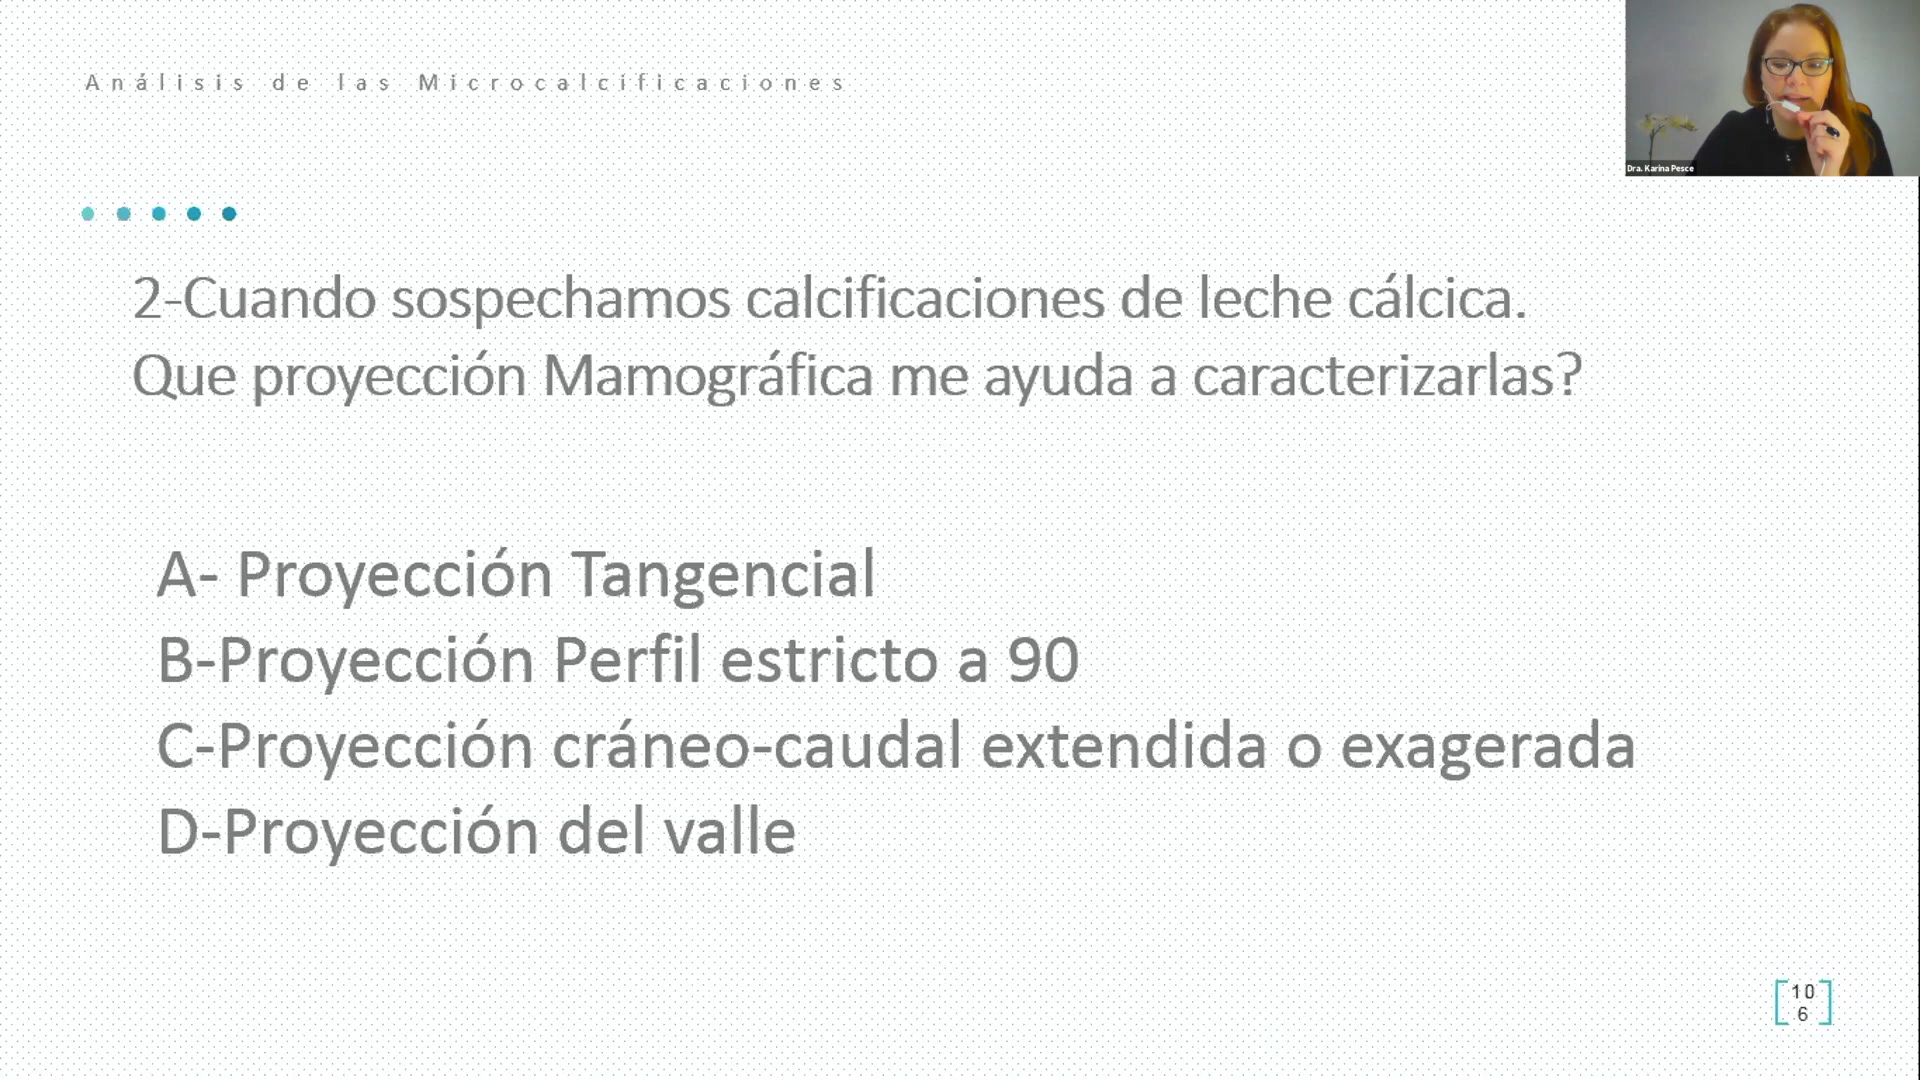 Análisis de las Microcalcificaciones
Dra. Karina Pesce
2-Cuando sospechamos calcificaciones de leche cálcica.
Que proyección Mamográfica me ayuda a caracterizarlas?
A- Proyección Tangencial
B-Proyección Perfil estricto a 90
C-Proyección cráneo-caudal extendida o exagerada
D-Proyección del valle
10
6